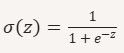 σ(z) = 1 / (1 + e^{-z})